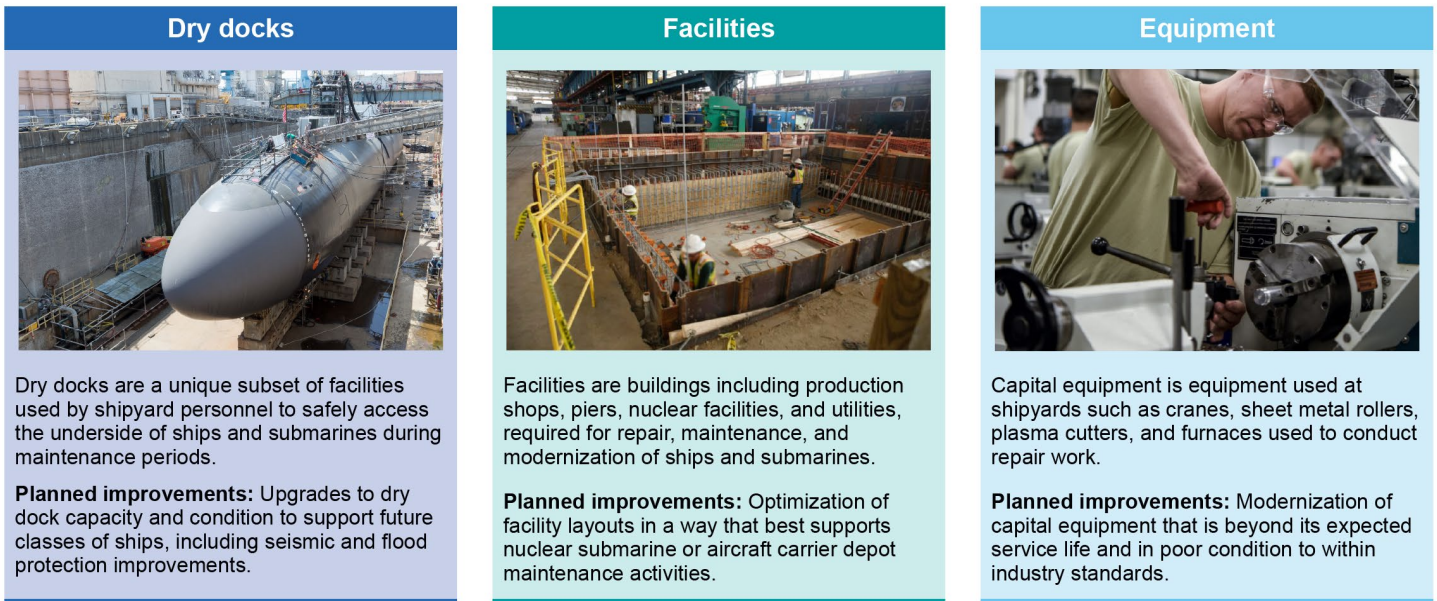 Dry docks
Dry docks are a unique subset of facilities
used by shipyard personnel to safely access
the underside of ships and submarines during
maintenance periods.
Planned improvements: Upgrades to dry
dock capacity and condition to support future
classes of ships, including seismic and flood
protection improvements.
Facilities
Facilities are buildings including production
shops, piers, nuclear facilities, and utilities,
required for repair, maintenance, and
modernization of ships and submarines.
Planned improvements: Optimization of
facility layouts in a way that best supports
nuclear submarine or aircraft carrier depot
maintenance activities.
Equipment
Capital equipment is equipment used at
shipyards such as cranes, sheet metal rollers,
plasma cutters, and furnaces used to conduct
repair work.
Planned improvements: Modernization of
capital equipment that is beyond its expected
service life and in poor condition to within
industry standards.